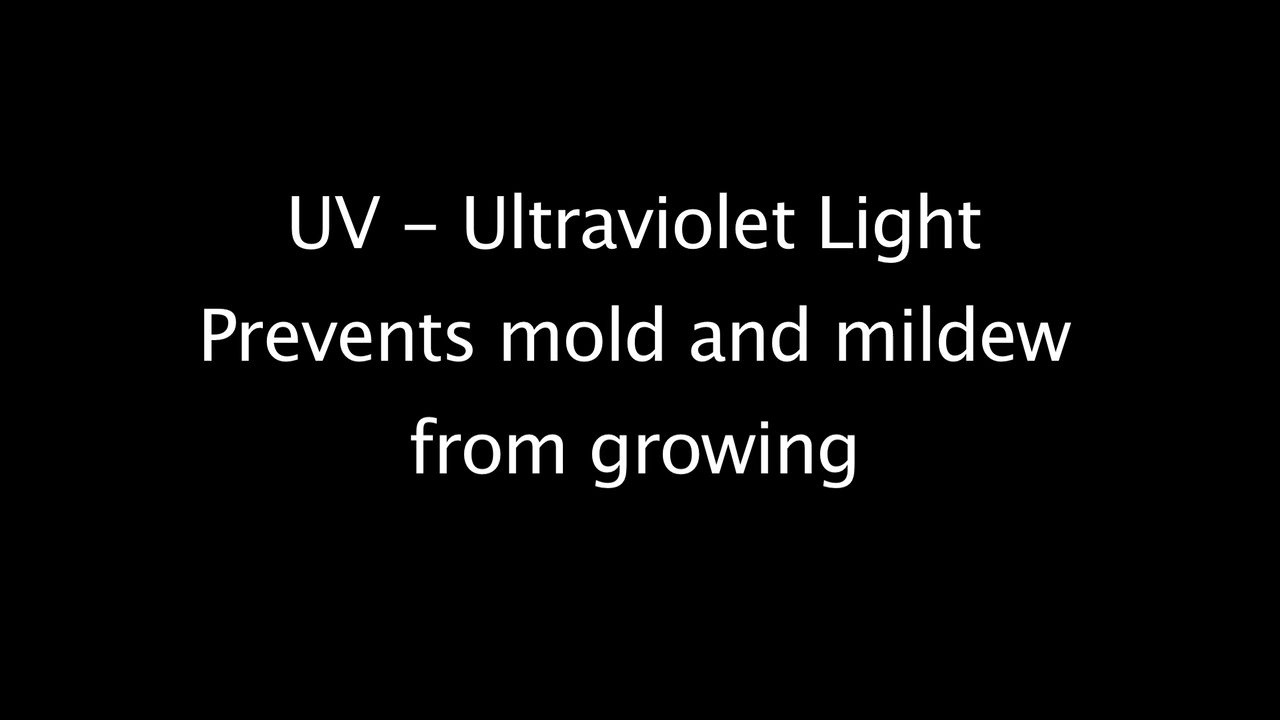 UV – Ultraviolet Light
Prevents mold and mildew
from growing